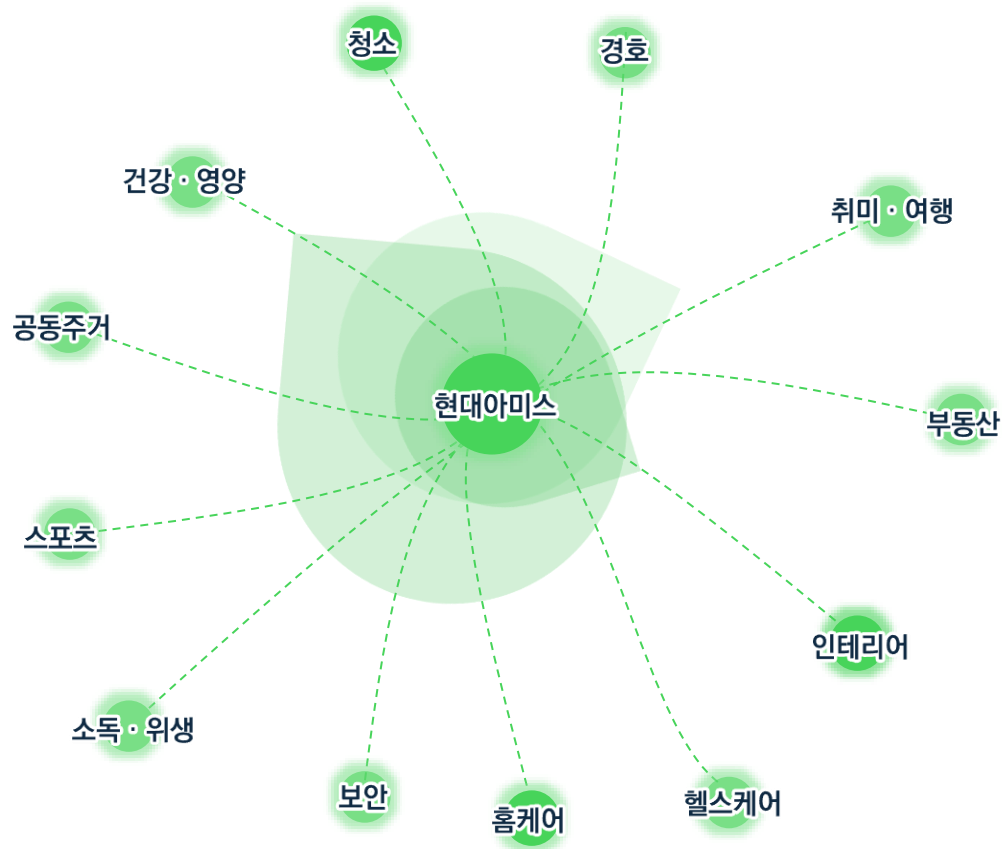 청소
경호
건강 · 영양
취미 · 여행
공동주거
현대아미스
부동산
스포츠
인테리어
소독 · 위생
보안
홈케어
헬스케어